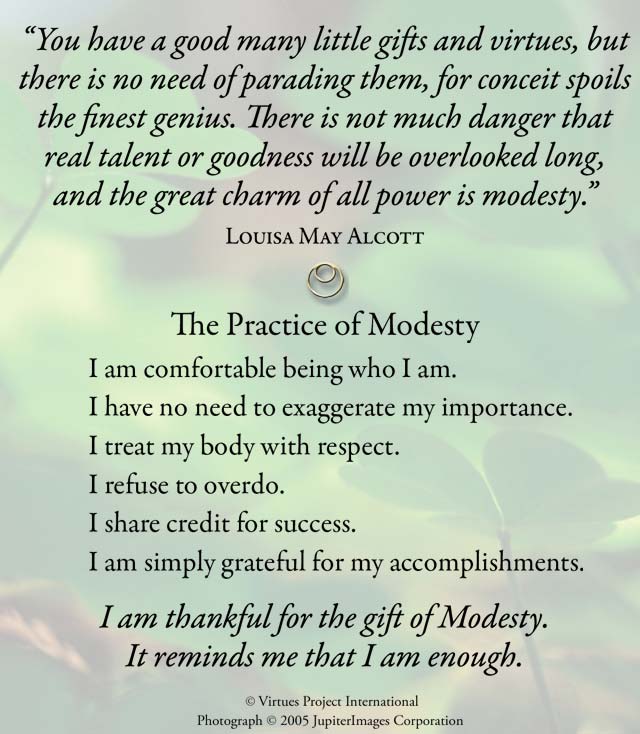 “You have a good many little gifts and virtues, but
there is no need of parading them, for conceit spoils
the finest genius. There is not much danger that
real talent or goodness will be overlooked long,
and the great charm of all power is modesty.”
Louisa May Alcott
The Practice of Modesty
I am comfortable being who I am.
I have no need to exaggerate my importance.
I treat my body with respect.
I refuse to overdo.
I share credit for success.
I am simply grateful for my accomplishments.
I am thankful for the gift of Modesty.
It reminds me that I am enough.
© Virtues Project International
Photograph © 2005 JupiterImages Corporation